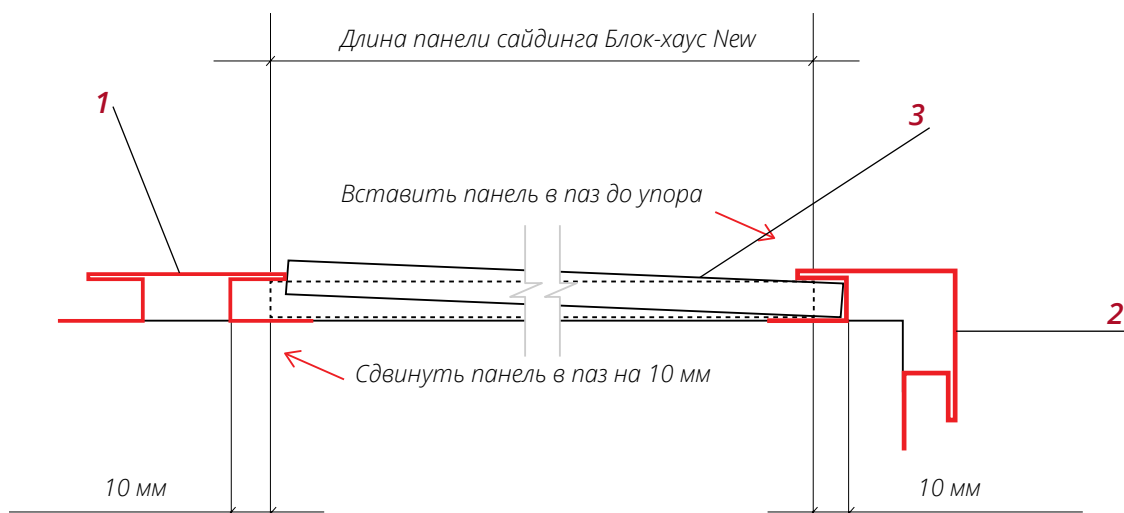 Длина панели сайдинга Блок-хаус New
1
3
Вставить панель в паз до упора
2
Сдвинуть панель в паз на 10 мм
10 мм
10 мм